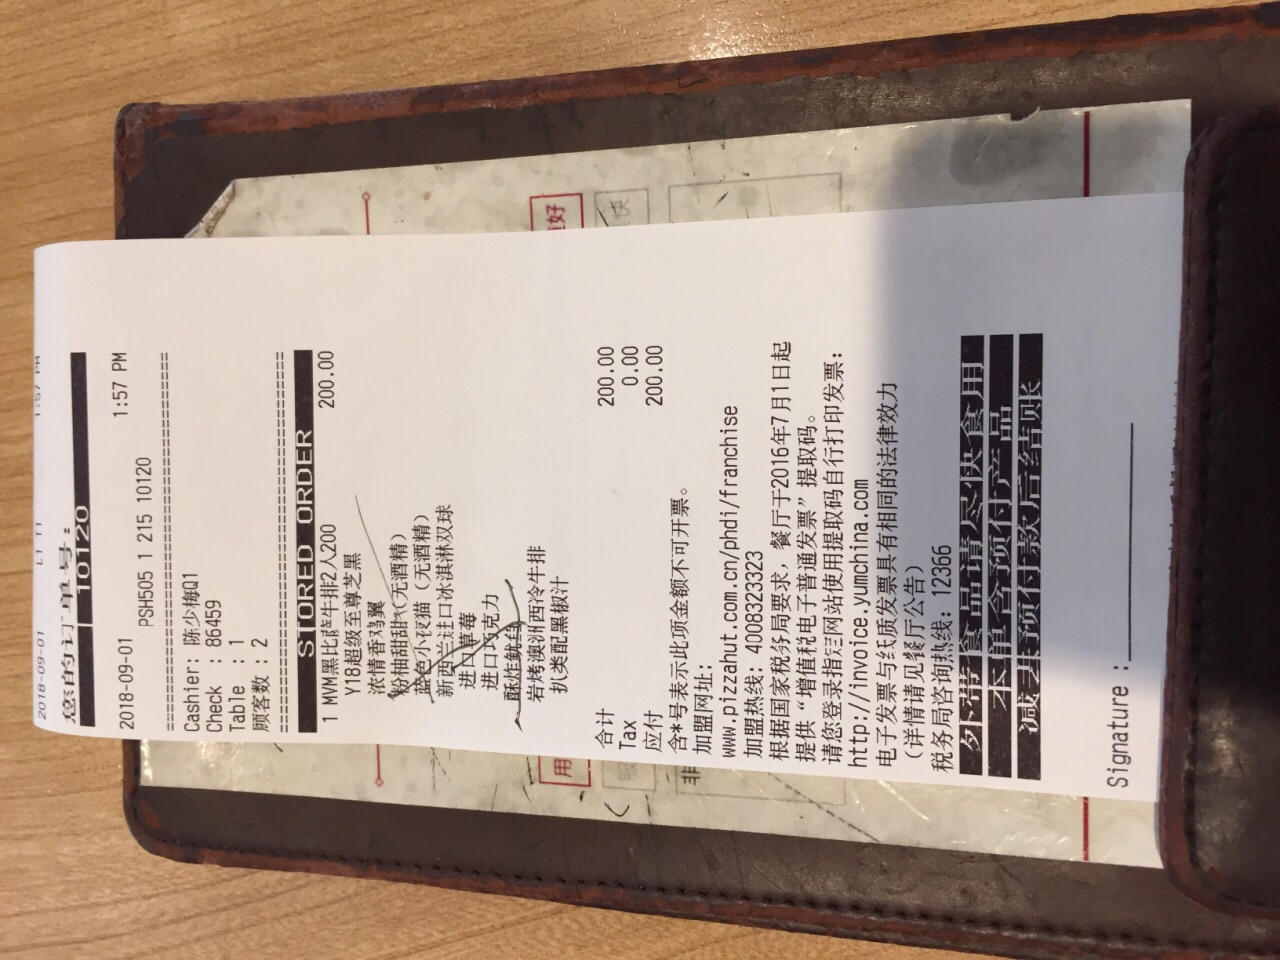 2018-09-01
您的订单号:
10120
2018-09-01 1:57 PM
PSH505 1 215 10120
Cashier: 陈少梅Q1
Check : 86459
Table : 1
顾客数 : 2
STORED ORDER
1 MVM黑比萨牛排2人200 200.00
Y18超级至尊芝黑
浓情香鸡翼
粉柚甜甜(无酒精)
蓝色小夜猫 (无酒精)
新西兰进口冰淇淋双球
进口草莓
进口巧克力
酥炸鱿
岩烤澳洲西冷牛排
扒类配黑椒汁
合计 200.00
Tax 0.00
应付 200.00
含*号表示此项金额不可开票。
加盟网址:
www.pizzahut.com.cn/phdi/franchise
加盟热线: 4008323323
根据国家税务局要求, 餐厅于2016年7月1日起
提供“增值税电子普通发票”提取码。
请您登录指定网站使用提取码自行打印发票:
http://invoice.yumchina.com
电子发票与纸质发票具有相同的法律效力
(详情请见餐厅公告)
税务局咨询热线: 12366
外带食品请尽快食用
本单含预付产品
减去预付款后结账
Signature :
用
好
快
服
非